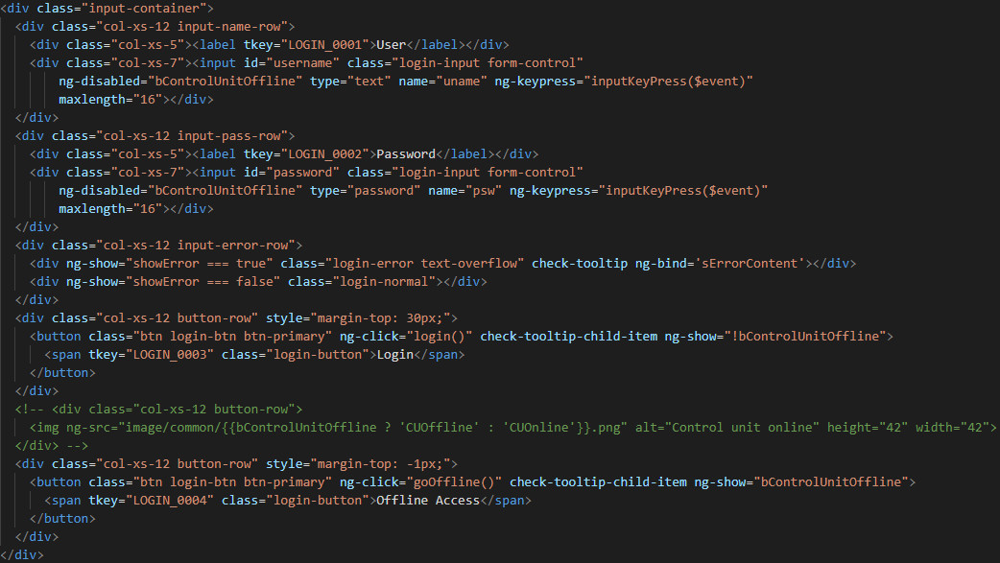 <div class="input-container">
<div class="col-xs-12 input-name-row">
<div class="col-xs-5"><label tkey="LOGIN_0001">User</label></div>
<div class="col-xs-7"><input id="username" class="login-input form-control"
ng-disabled="bControlUnitOffline" type="text" name="uname" ng-keypress="inputKeyPress($event)"
maxlength="16"></div>
</div>
<div class="col-xs-12 input-pass-row">
<div class="col-xs-5"><label tkey="LOGIN_0002">Password</label></div>
<div class="col-xs-7"><input id="password" class="login-input form-control"
ng-disabled="bControlUnitOffline" type="password" name="psw" ng-keypress="inputKeyPress($event)"
maxlength="16"></div>
</div>
<div class="col-xs-12 input-error-row">
<div ng-show="showError === true" class="login-error text-overflow" check-tooltip ng-bind='sErrorContent'></div>
<div ng-show="showError === false" class="login-normal"></div>
</div>
<div class="col-xs-12 button-row" style="margin-top: 30px;">
<button class="btn login-btn btn-primary" ng-click="login()" check-tooltip-child-item ng-show="!bControlUnitOffline">
<span tkey="LOGIN_0003" class="login-button">Login</span>
</button>
</div>
<!-- <div class="col-xs-12 button-row">
<img ng-src="image/common/{{bControlUnitOffline ? 'CUOffline' : 'CUOnline'}}.png" alt="Control unit online" height="42" width="42">
</div> -->
<div class="col-xs-12 button-row" style="margin-top: -1px;">
<button class="btn login-btn btn-primary" ng-click="goOffline()" check-tooltip-child-item ng-show="bControlUnitOffline">
<span tkey="LOGIN_0004" class="login-button">Offline Access</span>
</button>
</div>
</div>